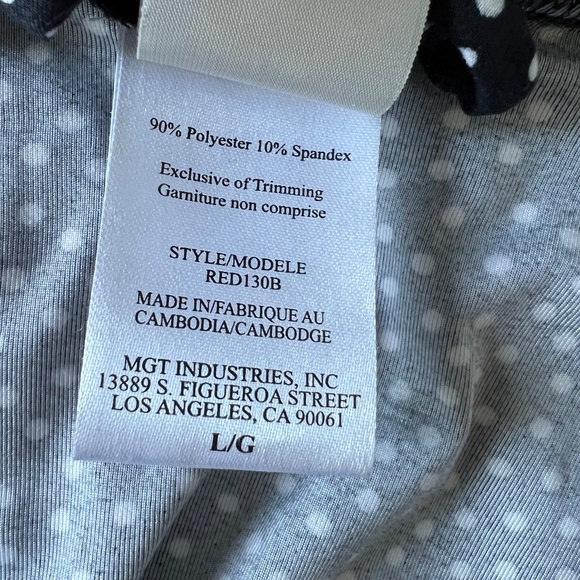 90% Polyester 10% Spandex
Exclusive of Trimming
Garniture non comprise
STYLE/MODELE
RED130B
MADE IN/FABRIQUE AU
CAMBODIA/CAMBODGE
MGT INDUSTRIES, INC
13889 S. FIGUEROA STREET
LOS ANGELES, CA 90061
L/G